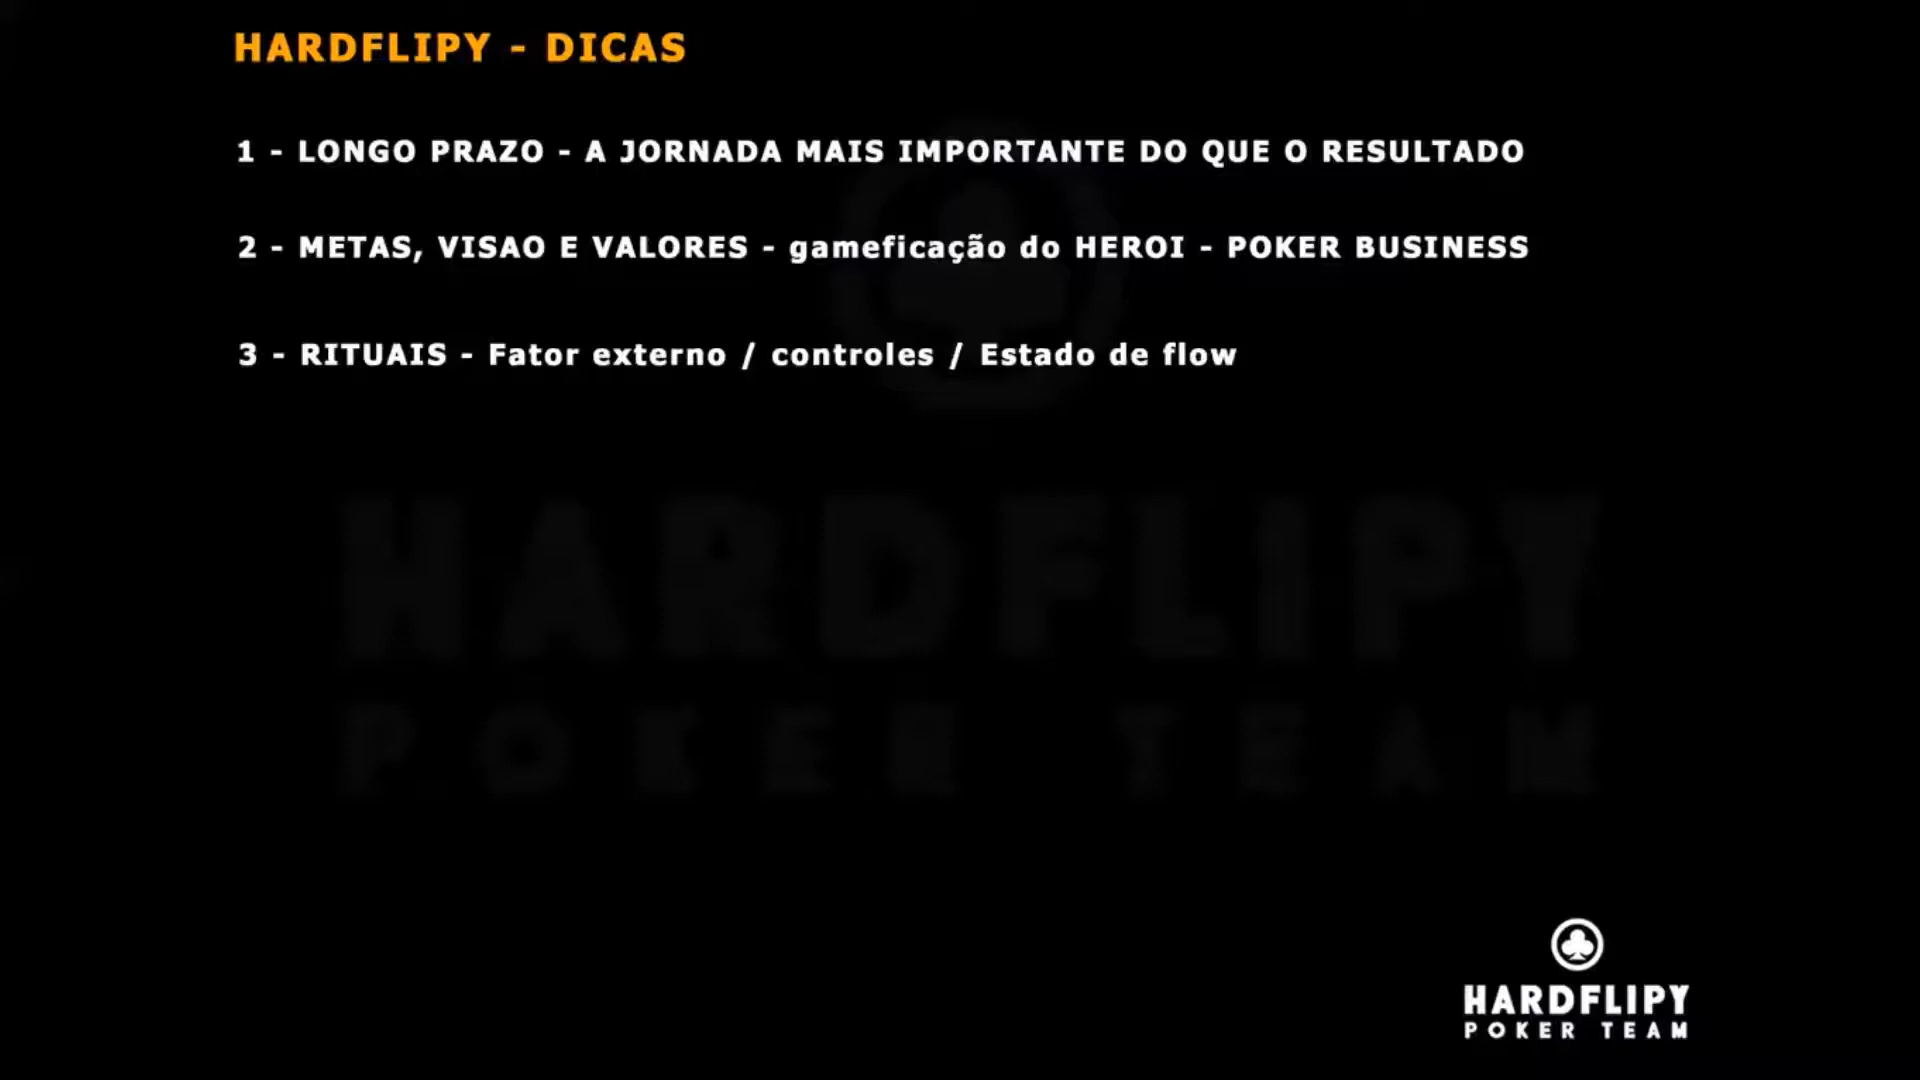 HARDFLIPY - DICAS
1 - LONGO PRAZO - A JORNADA MAIS IMPORTANTE DO QUE O RESULTADO
2 - METAS, VISAO E VALORES - gameficação do HEROI - POKER BUSINESS
3 - RITUAIS - Fator externo / controles / Estado de flow
HARDFLIPY
POKER TEAM
HARDFLIPY
POKER TEAM